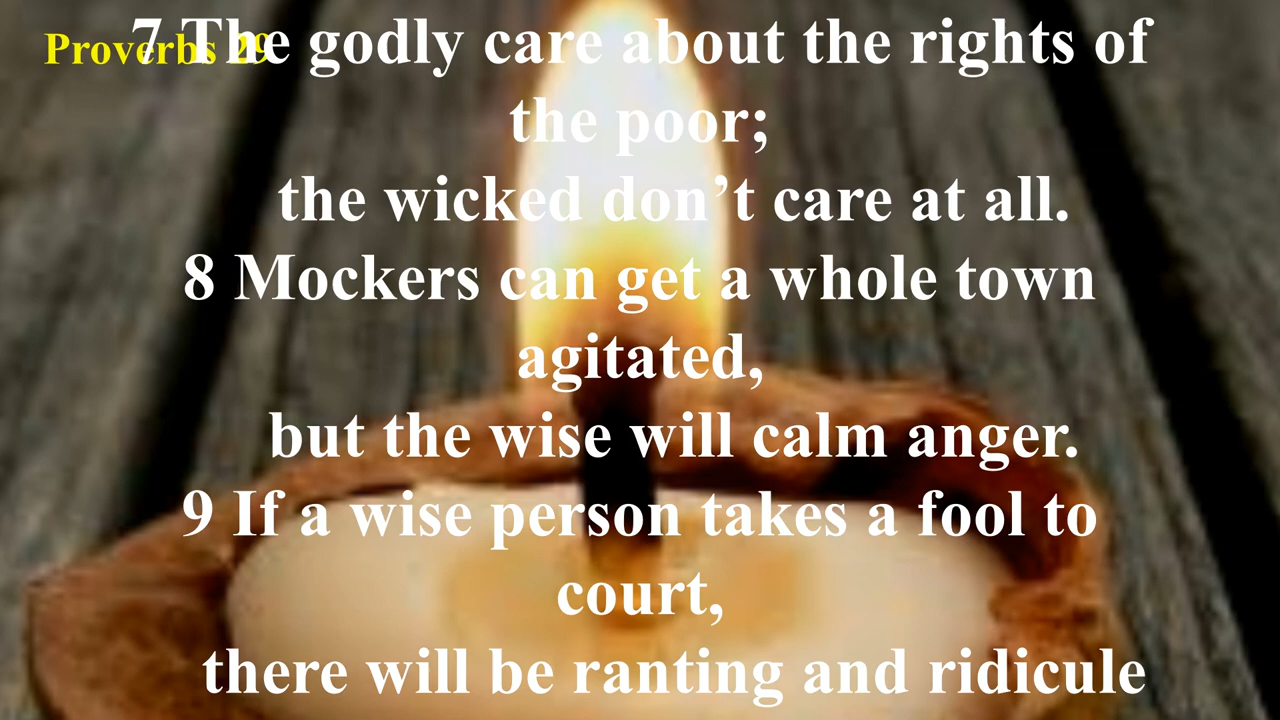 Proverbs 29
7 The godly care about the rights of
the poor;
the wicked don’t care at all.
8 Mockers can get a whole town
agitated,
but the wise will calm anger.
9 If a wise person takes a fool to
court,
there will be ranting and ridicule